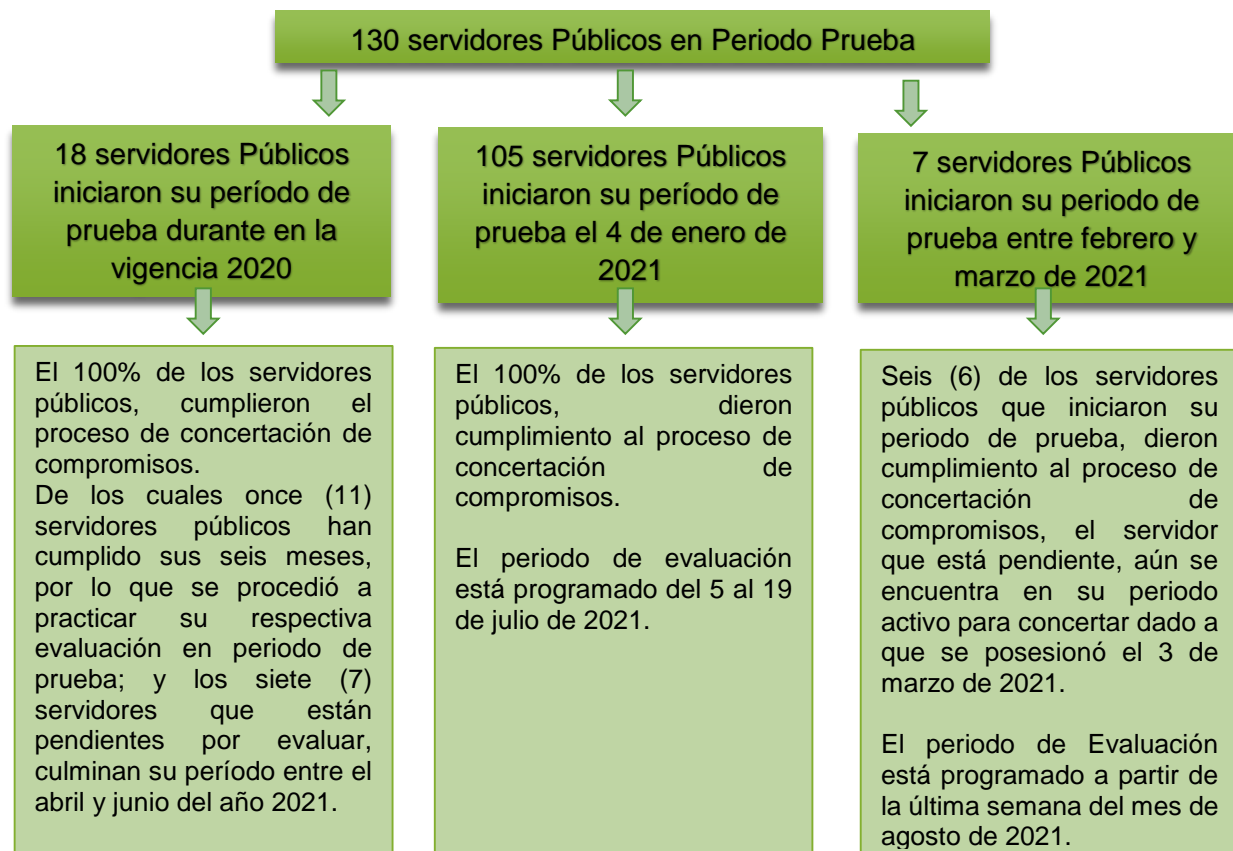 130 servidores Públicos en Periodo Prueba
18 servidores Públicos
iniciaron su período de
prueba durante en la
vigencia 2020
105 servidores Públicos
iniciaron su período de
prueba el 4 de enero de
2021
7 servidores Públicos
iniciaron su periodo de
prueba entre febrero y
marzo de 2021
El 100% de los servidores
públicos, cumplieron el
proceso de concertación de
compromisos.
De los cuales once (11)
servidores públicos han
cumplido sus seis meses,
por lo que se procedió a
practicar su respectiva
evaluación en periodo de
prueba; y los siete (7)
servidores que están
pendientes por evaluar,
culminan su período entre el
abril y junio del año 2021.
El 100% de los servidores
públicos, dieron
cumplimiento al proceso de
concertación de
compromisos.
El periodo de evaluación
está programado del 5 al 19
de julio de 2021.
Seis (6) de los servidores
públicos que iniciaron su
periodo de prueba, dieron
cumplimiento al proceso de
concertación de
compromisos, el servidor
que está pendiente, aún se
encuentra en su periodo
activo para concertar dado a
que se posesionó el 3 de
marzo de 2021.
El periodo de Evaluación
está programado a partir de
la última semana del mes de
agosto de 2021.